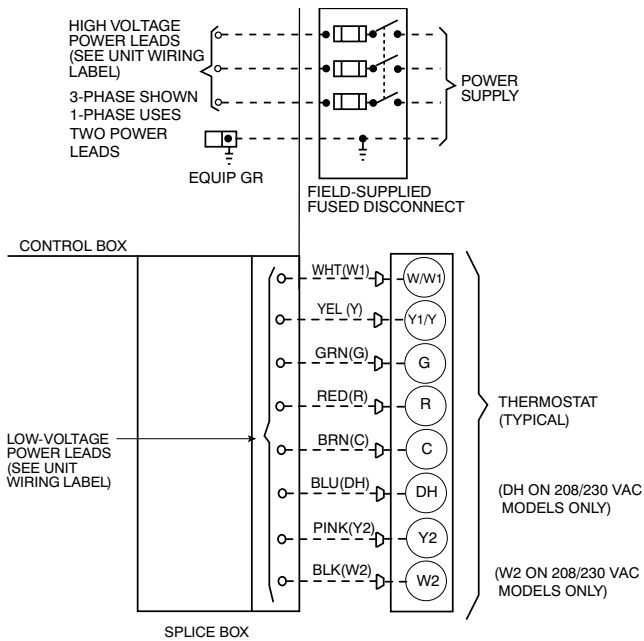 HIGH VOLTAGE
POWER LEADS
(SEE UNIT WIRING
LABEL)
3-PHASE SHOWN
1-PHASE USES
TWO POWER
LEADS
EQUIP GR
POWER
SUPPLY
FIELD-SUPPLIED
FUSED DISCONNECT
CONTROL BOX
WHT(W1)
W/W1
YEL (Y)
Y1/Y
GRN(G)
G
RED(R)
R
BRN(C)
C
BLU(DH)
DH
PINK(Y2)
Y2
BLK(W2)
W2
THERMOSTAT
(TYPICAL)
LOW-VOLTAGE
POWER LEADS
(SEE UNIT
WIRING LABEL)
(DH ON 208/230 VAC
MODELS ONLY)
(W2 ON 208/230 VAC
MODELS ONLY)
SPLICE BOX